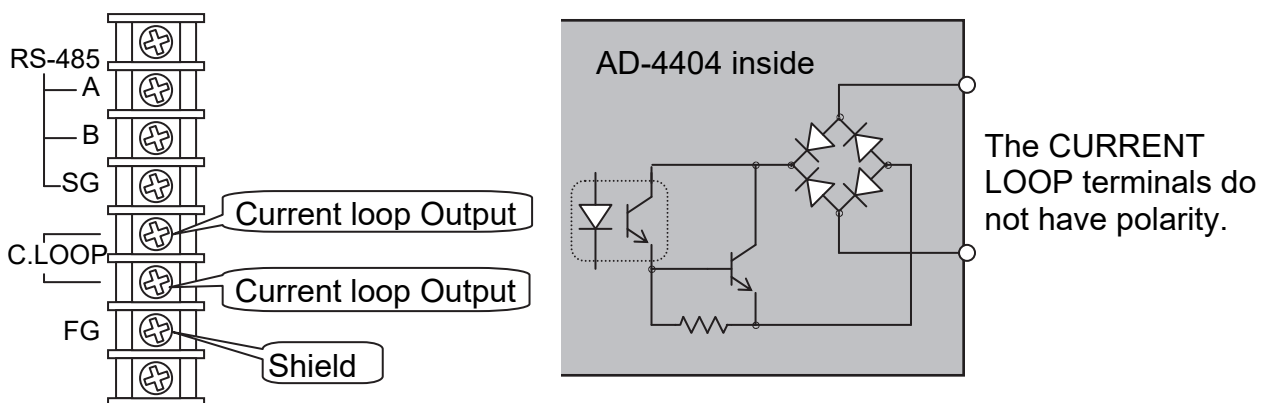 RS-485
A
B
SG
C.LOOP
FG
Current loop Output
Current loop Output
Shield
AD-4404 inside
The CURRENT
LOOP terminals do
not have polarity.